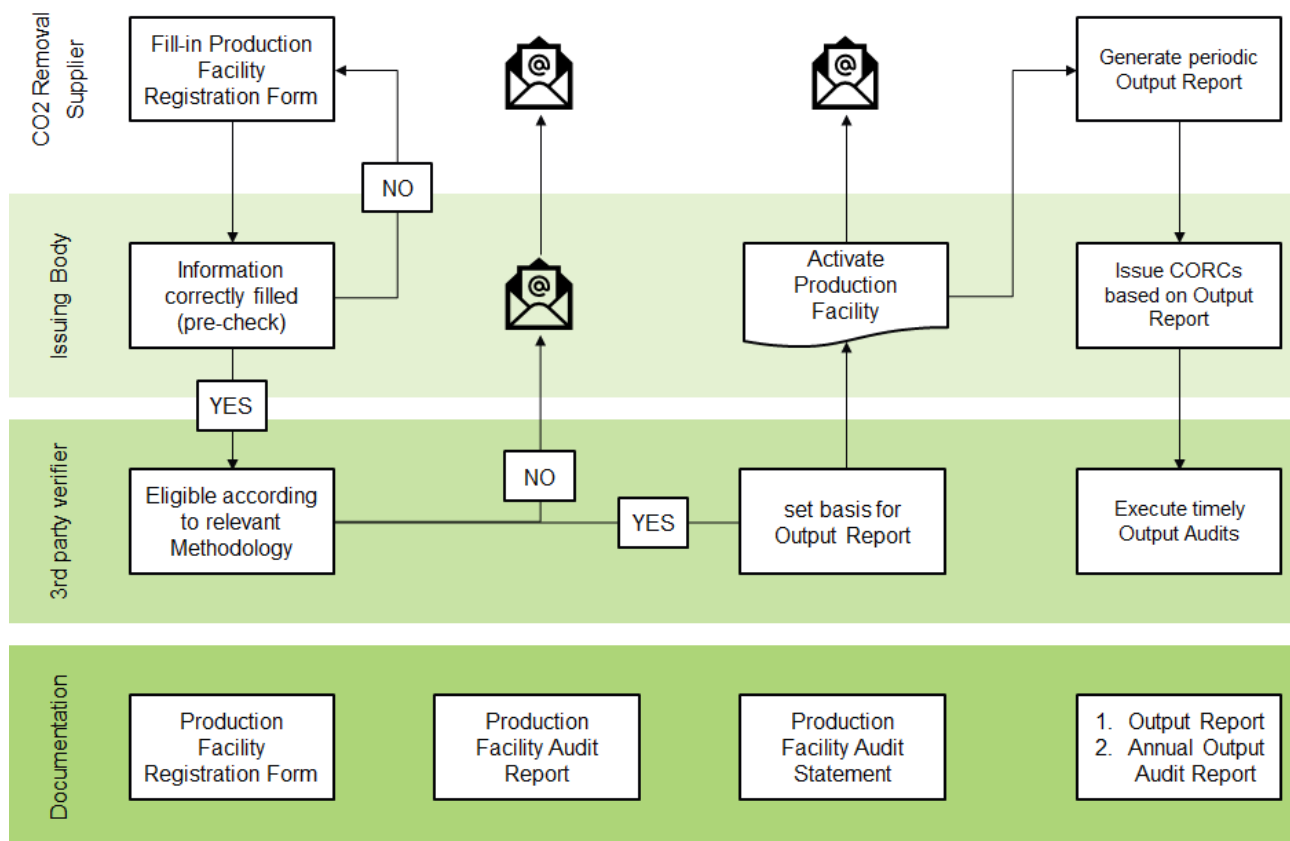 CO2 Removal
Supplier
Fill-in Production
Facility
Registration Form
@
@
Generate periodic
Output Report
NO
Issuing Body
Information
correctly filled
(pre-check)
@
Activate
Production
Facility
Issue CORCs
based on Output
Report
YES
3rd party verifier
Eligible according
to relevant
Methodology
NO
YES
set basis for
Output Report
Execute timely
Output Audits
Documentation
Production
Facility
Registration Form
Production
Facility Audit
Report
Production
Facility Audit
Statement
1. Output Report
2. Annual Output
Audit Report